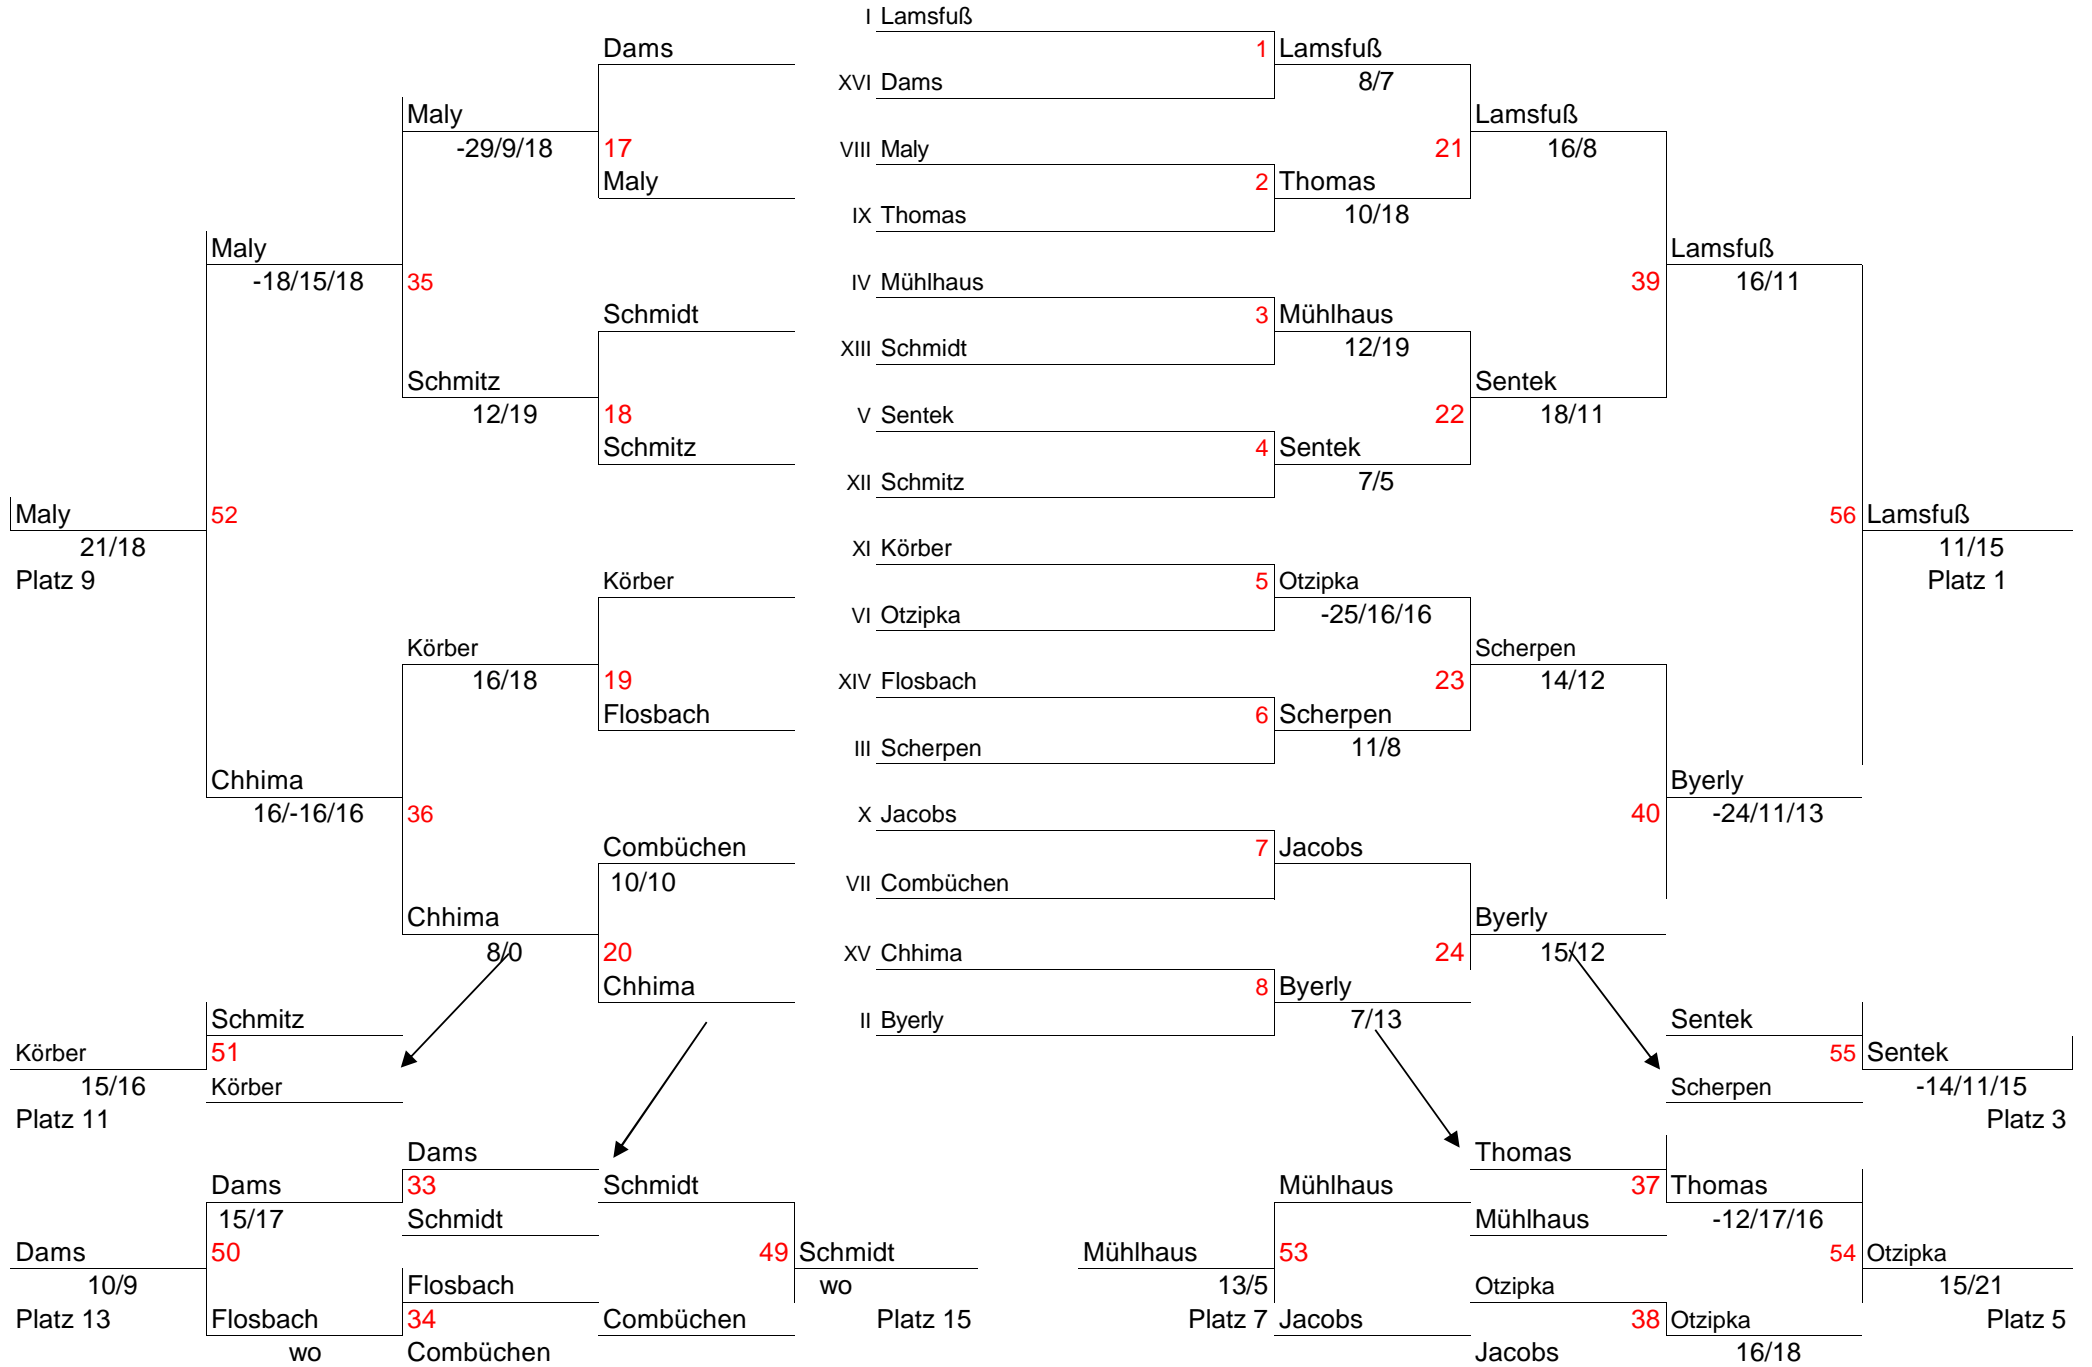 I Lamsfuß
Dams 1 Lamsfuß
XVI Dams 8/7
Maly Lamsfuß
-29/9/18 17 VIII Maly 21 16/8
Maly 2 Thomas
IX Thomas 10/18
Maly Lamsfuß
-18/15/18 35 IV Mühlhaus 39 16/11
Schmidt 3 Mühlhaus
XIII Schmidt 12/19
Schmitz Sentek
12/19 18 V Sentek 22 18/11
Schmitz 4 Sentek
XII Schmitz 7/5
Maly 52 56 Lamsfuß
21/18 XI Körber 11/15
Platz 9 Körber 5 Otzipka Platz 1
VI Otzipka -25/16/16
Körber Scherpen
16/18 19 XIV Flosbach 23 14/12
Flosbach 6 Scherpen
III Scherpen 11/8
Chhima Byerly
16/-16/16 36 X Jacobs 40 -24/11/13
Combüchen 7 Jacobs
10/10 VII Combüchen
Chhima Byerly
8/0 20 XV Chhima 24 15/12
Chhima 8 Byerly
Schmitz II Byerly 7/13 Sentek
Körber 51 55 Sentek
15/16 Körber Scherpen -14/11/15
Platz 11 Platz 3
Dams Thomas
Dams 33 Schmidt Mühlhaus 37 Thomas
15/17 Schmidt Mühlhaus -12/17/16
Dams 50 49 Schmidt Mühlhaus 53 54 Otzipka
10/9 Flosbach wo 13/5 Otzipka 15/21
Platz 13 Flosbach 34 Combüchen Platz 15 Platz 7 Jacobs 38 Otzipka Platz 5
wo Combüchen Jacobs 16/18